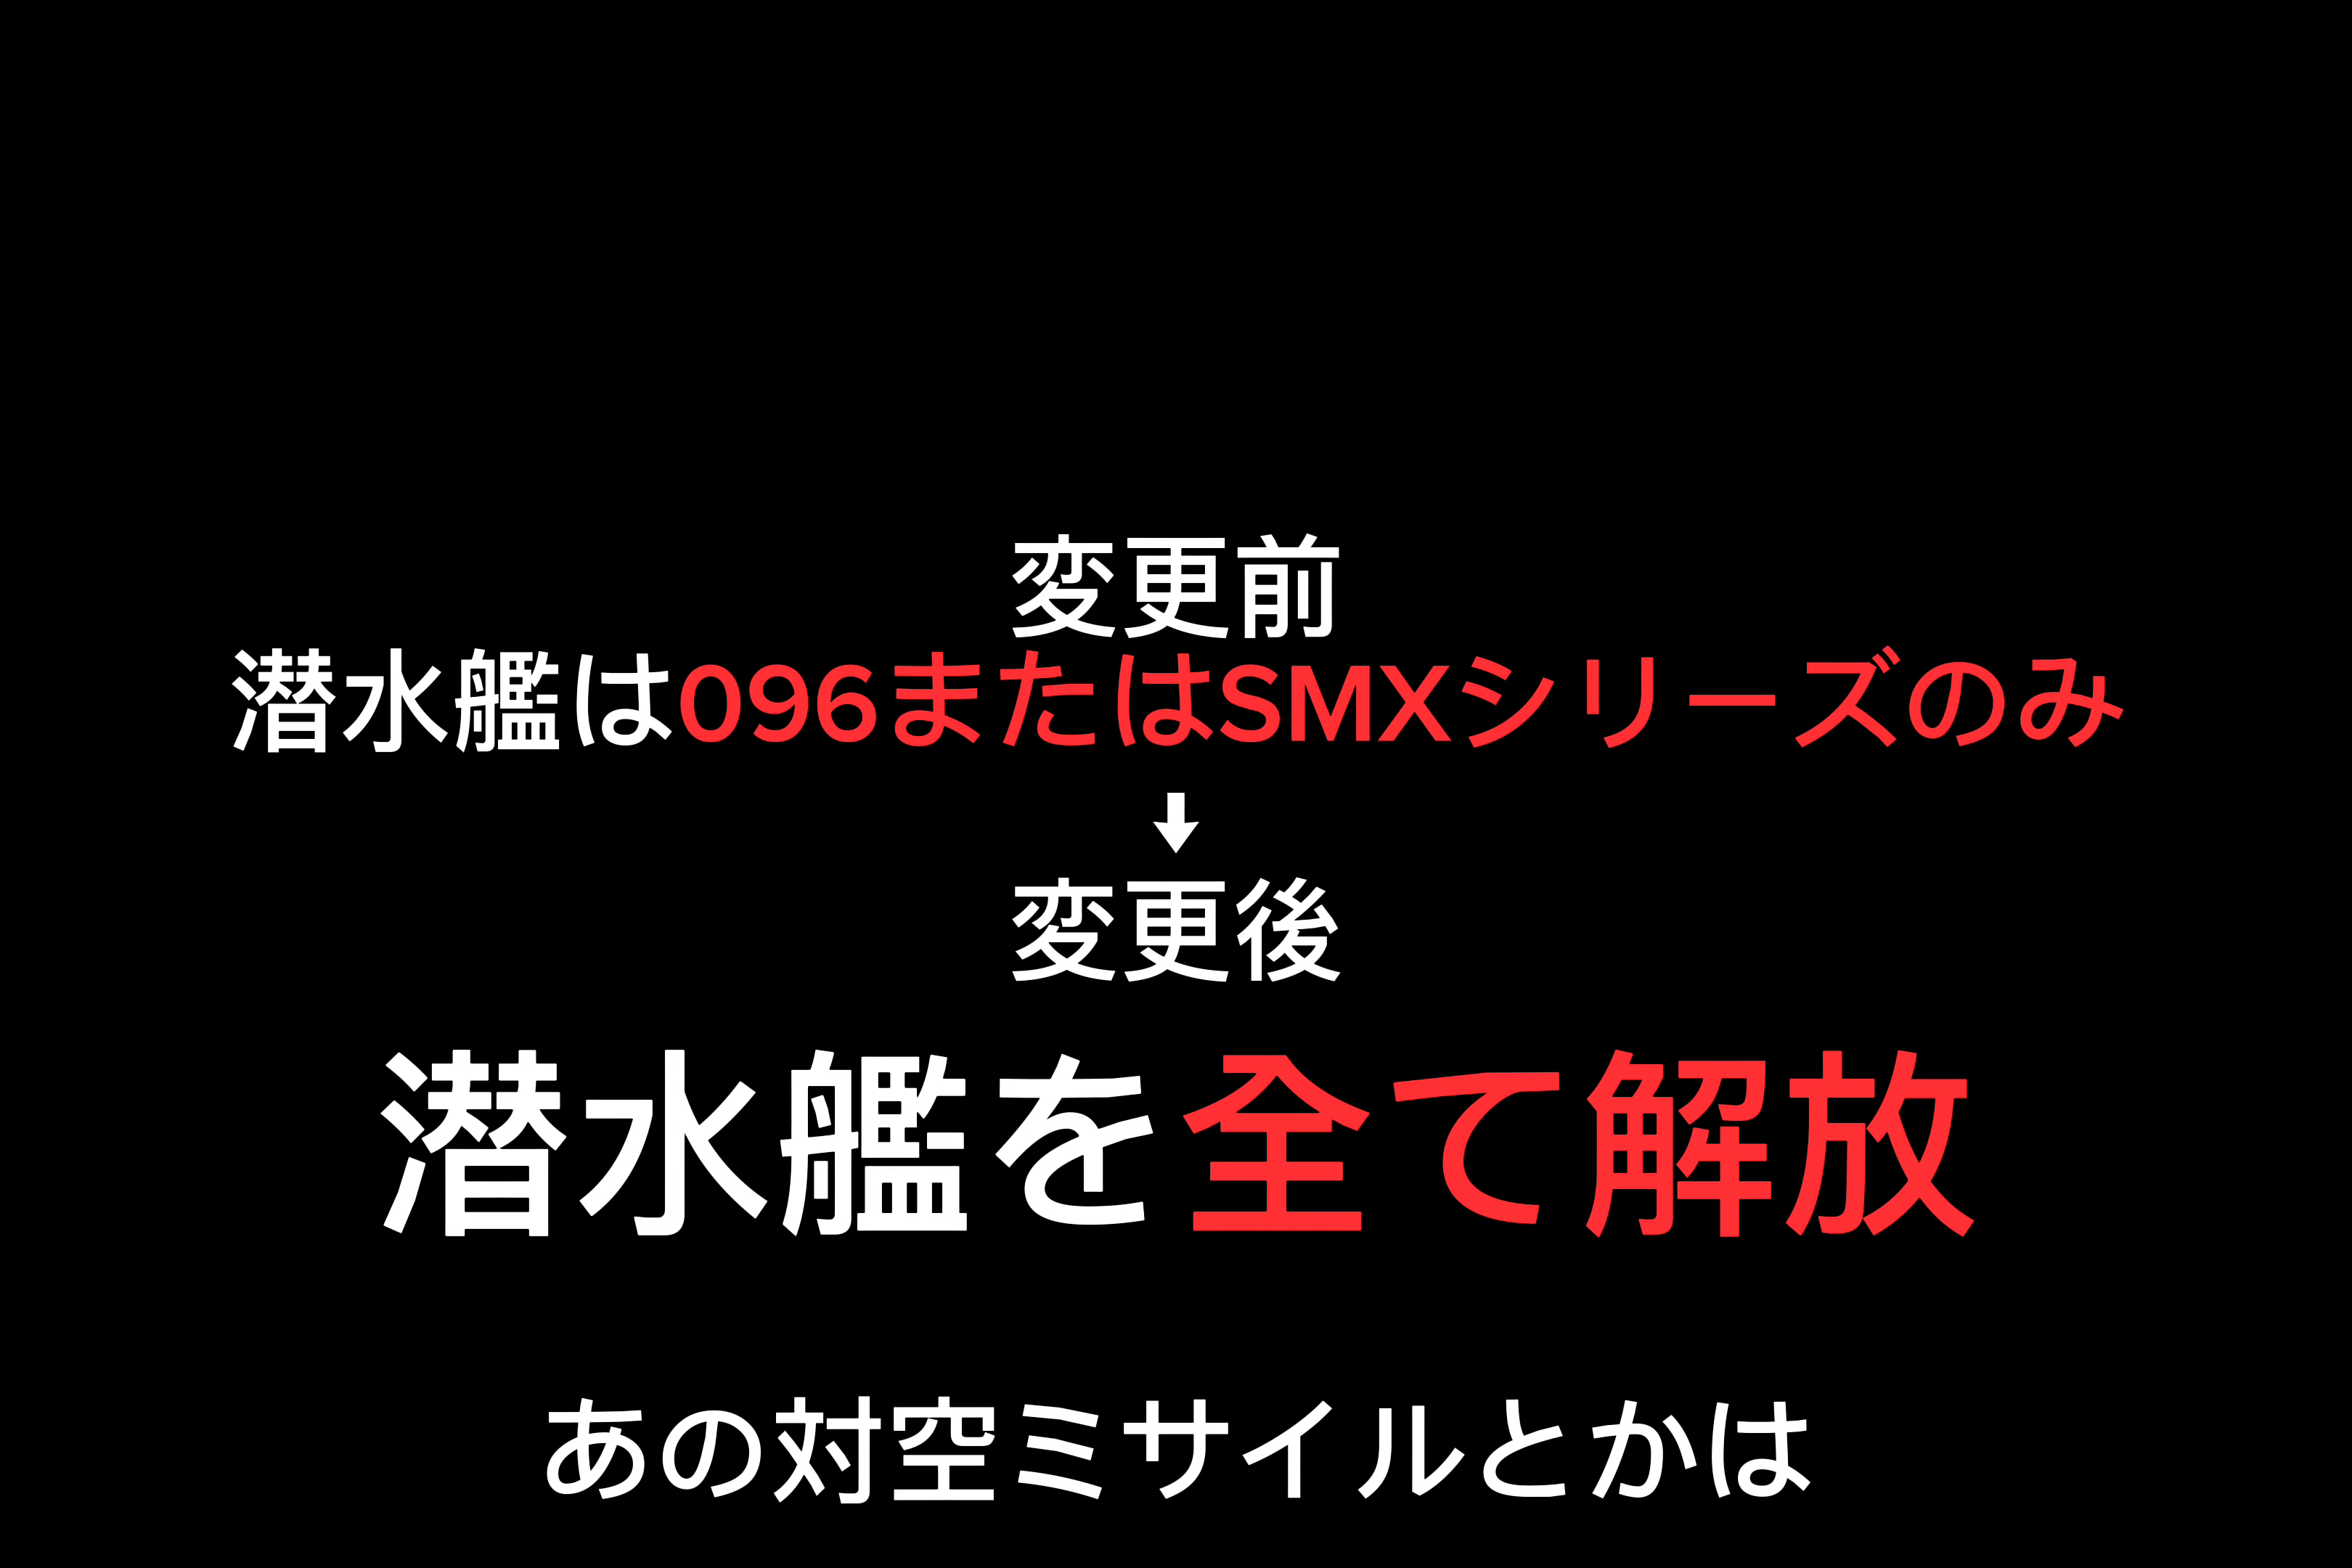 変更前
潜水艦は096またはSMXシリーズのみ
⬇
変更後
潜水艦を全て解放
あの対空ミサイルとかは